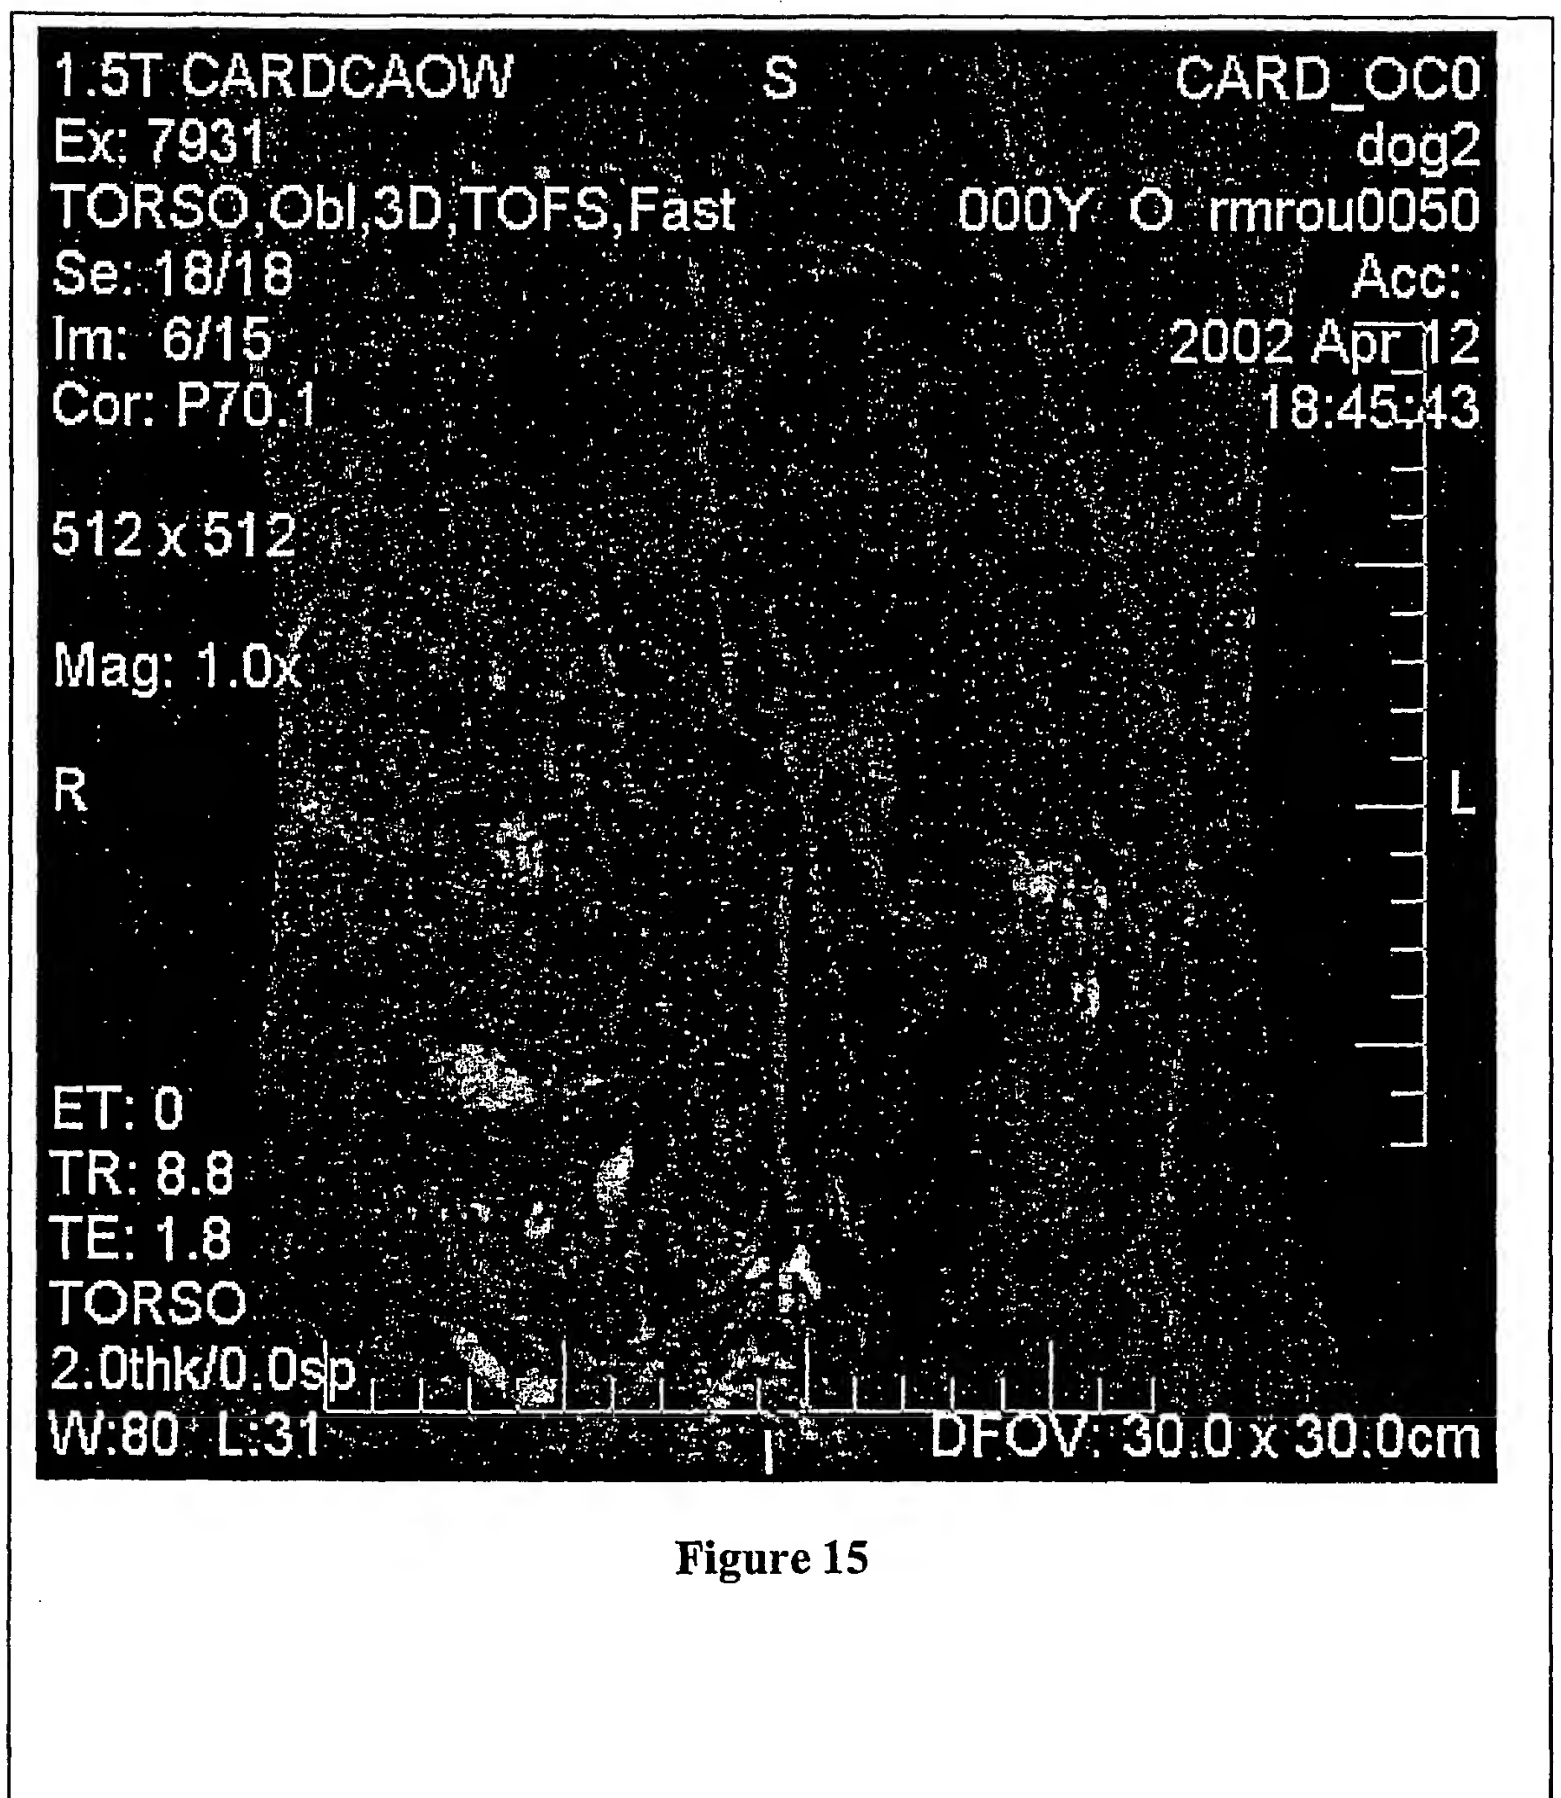 1.5T CARDCAOW S CARD_OC0
Ex: 7931 dog2
TORSO,Obl,3D,TOFS,Fast 000Y O rmrou0050
Se: 18/18 Acc:
Im: 6/15 2002 Apr 12
Cor: P70.1 18:45:43
512 x 512
Mag: 1.0x
R L
ET: 0
TR: 8.8
TE: 1.8
TORSO
2.0thk/0.0sp
W:80 L:31 I DFOV: 30.0 x 30.0cm
Figure 15